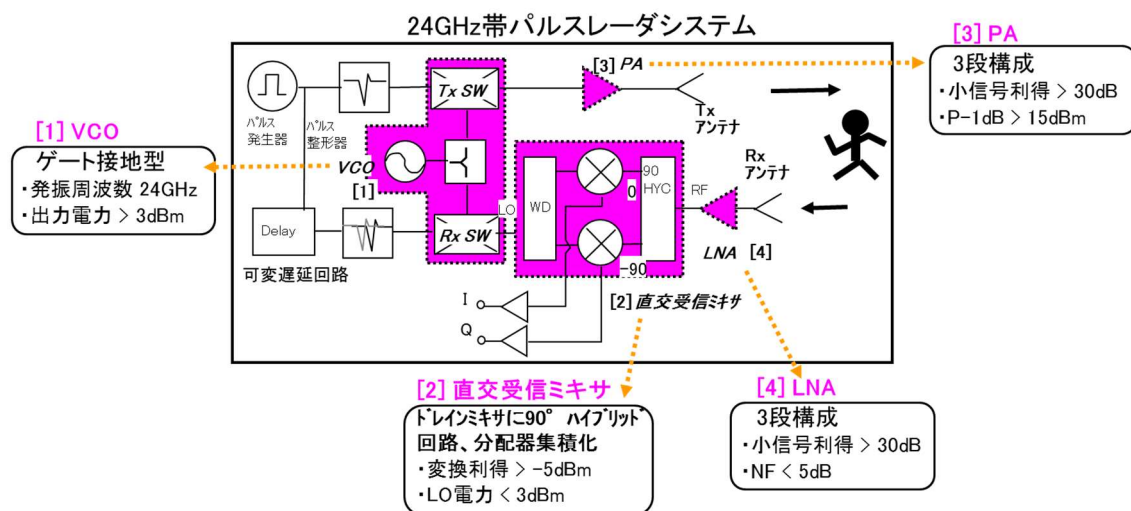 24GHz帯パルスレーダシステム
[3] PA
3段構成
・小信号利得 > 30dB
・P-1dB > 15dBm
[1] VCO
ゲート接地型
・発振周波数 24GHz
・出力電力 > 3dBm
パルス
発生器
パルス
整形器
Tx SW
[3] PA
Tx
アンテナ
VCO
[1]
Rx
アンテナ
LO
WD
0
90
HYC
RF
-90
Delay
可変遅延回路
Rx SW
LNA [4]
I
Q
[2] 直交受信ミキサ
[2] 直交受信ミキサ
ドレインミキサに90° ハイブリッド
回路、分配器集積化
・変換利得 > -5dBm
・LO電力 < 3dBm
[4] LNA
3段構成
・小信号利得 > 30dB
・NF < 5dB